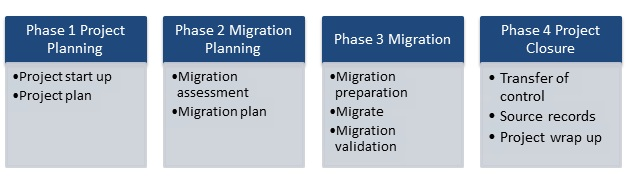 Phase 1 Project
Planning
•Project start up
•Project plan
Phase 2 Migration
Planning
•Migration
assessment
•Migration plan
Phase 3 Migration
•Migration
preparation
•Migrate
•Migration
validation
Phase 4 Project
Closure
• Transfer of
control
• Source records
• Project wrap up